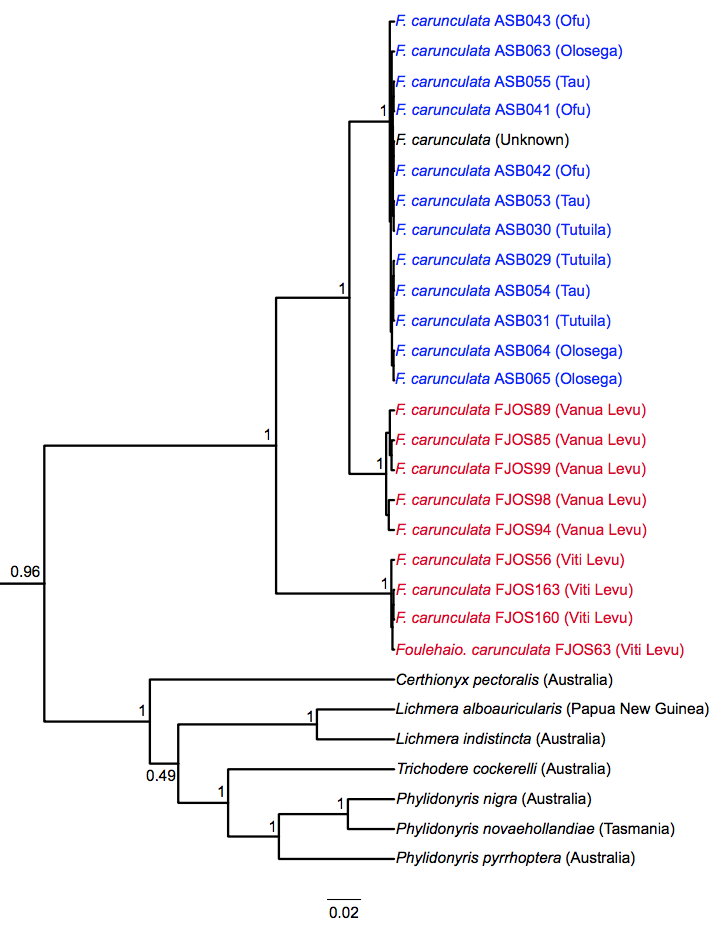 F. carunculata ASB043 (Ofu)
F. carunculata ASB063 (Olosega)
F. carunculata ASB055 (Tau)
1 F. carunculata ASB041 (Ofu)
F. carunculata (Unknown)
F. carunculata ASB042 (Ofu)
F. carunculata ASB053 (Tau)
F. carunculata ASB030 (Tutuila)
F. carunculata ASB029 (Tutuila)
1 F. carunculata ASB054 (Tau)
F. carunculata ASB031 (Tutuila)
F. carunculata ASB064 (Olosega)
F. carunculata ASB065 (Olosega)
F. carunculata FJOS89 (Vanua Levu)
1 F. carunculata FJOS85 (Vanua Levu)
1 F. carunculata FJOS99 (Vanua Levu)
F. carunculata FJOS98 (Vanua Levu)
F. carunculata FJOS94 (Vanua Levu)
F. carunculata FJOS56 (Viti Levu)
0.96 1 F. carunculata FJOS163 (Viti Levu)
F. carunculata FJOS160 (Viti Levu)
Foulehaio. carunculata FJOS63 (Viti Levu)
Certhionyx pectoralis (Australia)
1 1 Lichmera alboauricularis (Papua New Guinea)
Lichmera indistincta (Australia)
0.49 Trichodere cockerelli (Australia)
1 1 Phylidonyris nigra (Australia)
1 Phylidonyris novaehollandiae (Tasmania)
Phylidonyris pyrrhoptera (Australia)
0.02